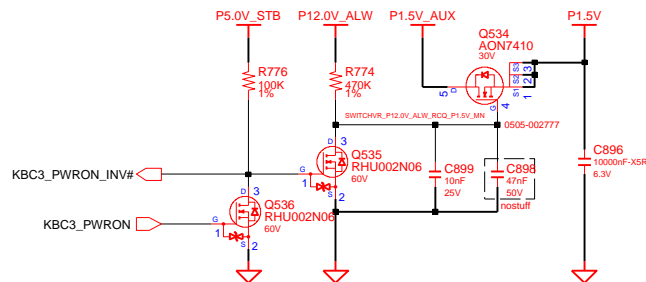 P5.0V_STB
P12.0V_ALW
P1.5V_AUX
P1.5V
Q534
AON7410
30V
R776
100K
1%
R774
470K
1%
5
D
S3
3
S2
2
S1
1
G
4
SWITCHVR_P12.0V_ALW_RCQ_P1.5V_MN
0505-002777
D
3
Q535
RHU002N06
60V
G
1
S
2
KBC3_PWRON_INV#
C899
10nF
25V
C898
47nF
50V
nostuff
C896
10000nF-X5R
6.3V
D
3
Q536
RHU002N06
60V
KBC3_PWRON
G
1
S
2